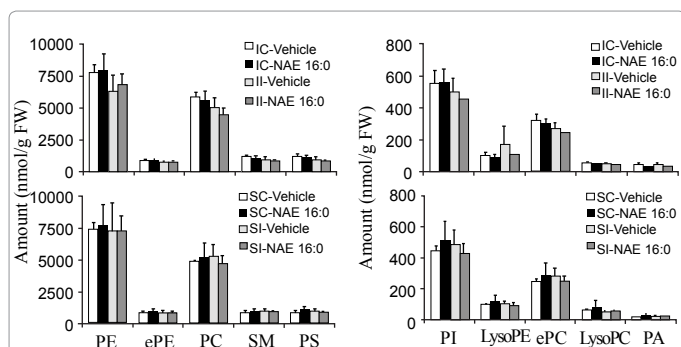 10000
7500
5000
2500
0
IC-Vehicle
IC-NAE 16:0
II-Vehicle
II-NAE 16:0
800
600
400
200
0
IC-Vehicle
IC-NAE 16:0
II-Vehicle
II-NAE 16:0
Amount (nmol/g FW)
Amount (nmol/g FW)
10000
7500
5000
2500
0
SC-Vehicle
SC-NAE 16:0
SI-Vehicle
SI-NAE 16:0
800
600
400
200
0
SC-Vehicle
SC-NAE 16:0
SI-Vehicle
SI-NAE 16:0
PE ePE PC SM PS
PI LysoPE ePC LysoPC PA